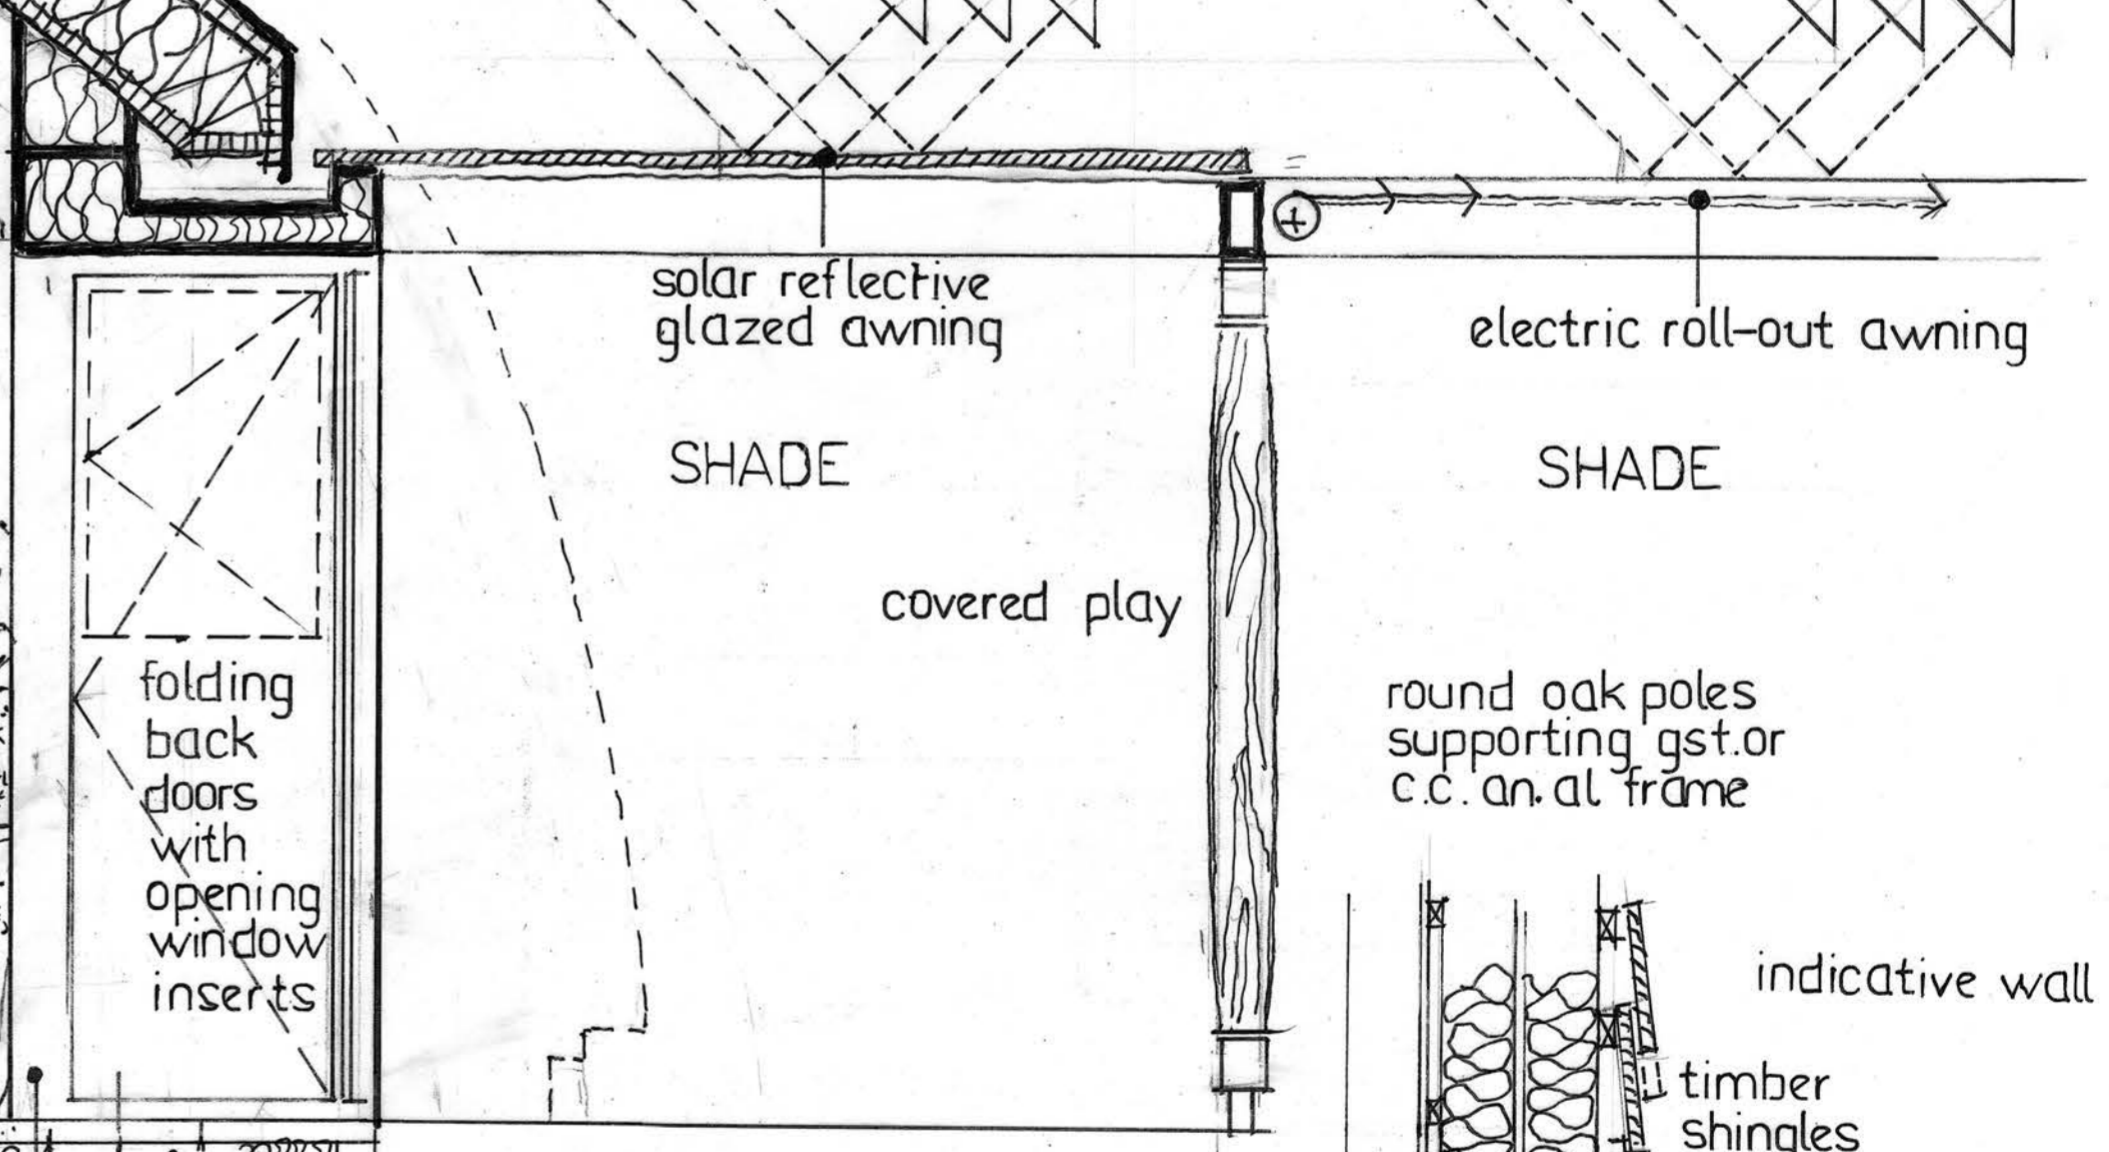 solar reflective
glazed awning
electric roll-out awning
SHADE
SHADE
covered play
folding
back
doors
with
opening
window
inserts
round oak poles
supporting gst.or
c.c. an.al frame
indicative wall
timber
shingles